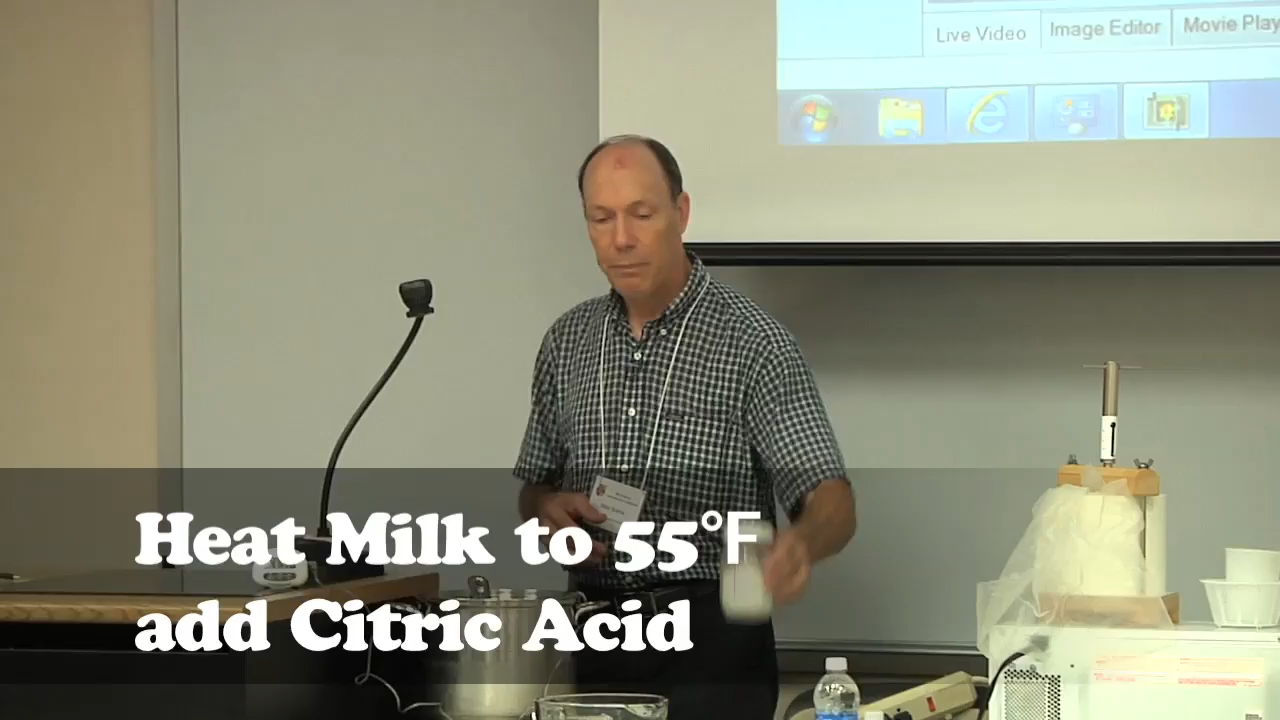 Live Video
Image Editor
Movie Play
Heat Milk to 55°F
add Citric Acid